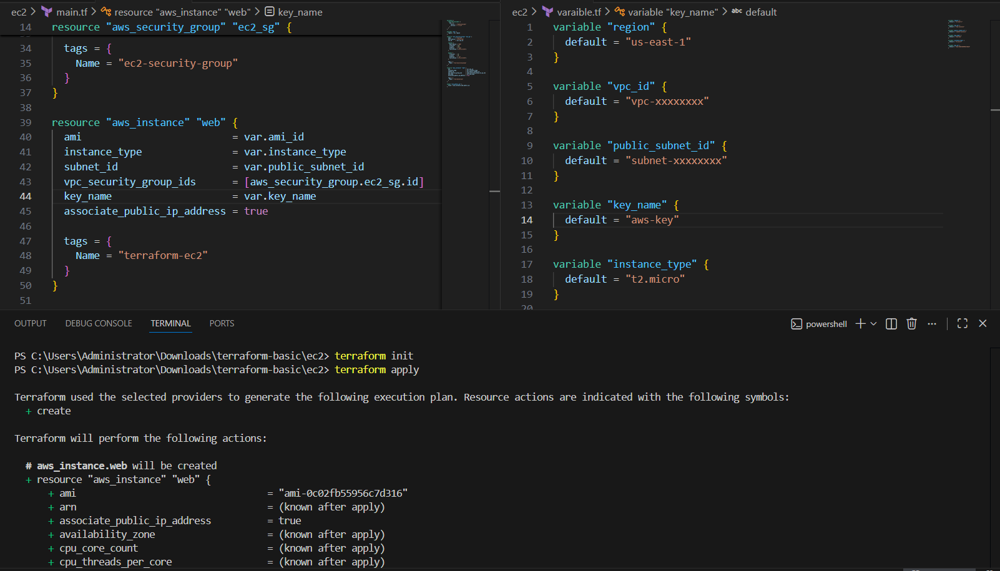 ec2 > main.tf > resource "aws_instance" "web" > key_name
14 resource "aws_security_group" "ec2_sg" {
34 tags = {
35 Name = "ec2-security-group"
36 }
37 }
38
39 resource "aws_instance" "web" {
40 ami = var.ami_id
41 instance_type = var.instance_type
42 subnet_id = var.public_subnet_id
43 vpc_security_group_ids = [aws_security_group.ec2_sg.id]
44 key_name = var.key_name
45 associate_public_ip_address = true
46
47 tags = {
48 Name = "terraform-ec2"
49 }
50 }
51
ec2 > varaible.tf > variable "key_name" > abc default
1 variable "region" {
2 default = "us-east-1"
3 }
4
5 variable "vpc_id" {
6 default = "vpc-xxxxxxxx"
7 }
8
9 variable "public_subnet_id" {
10 default = "subnet-xxxxxxxx"
11 }
12
13 variable "key_name" {
14 default = "aws-key"
15 }
16
17 variable "instance_type" {
18 default = "t2.micro"
19 }
20
OUTPUT DEBUG CONSOLE TERMINAL PORTS powershell
PS C:\Users\Administrator\Downloads\terraform-basic\ec2> terraform init
PS C:\Users\Administrator\Downloads\terraform-basic\ec2> terraform apply
Terraform used the selected providers to generate the following execution plan. Resource actions are indicated with the following symbols:
+ create
Terraform will perform the following actions:
# aws_instance.web will be created
+ resource "aws_instance" "web" {
+ ami = "ami-0c02fb55956c7d316"
+ arn = (known after apply)
+ associate_public_ip_address = true
+ availability_zone = (known after apply)
+ cpu_core_count = (known after apply)
+ cpu_threads_per_core = (known after apply)